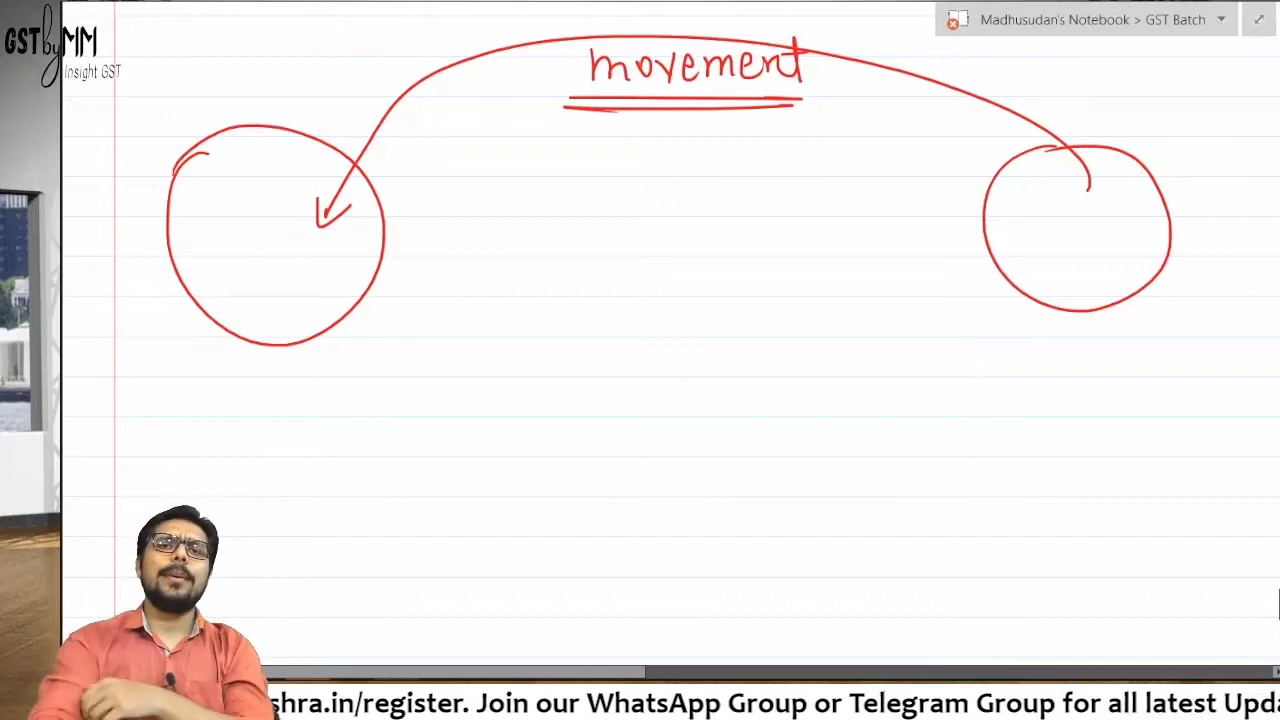 GST by MM
Insight GST
Madhusudan's Notebook > GST Batch
movement
shra.in/register. Join our WhatsApp Group or Telegram Group for all latest Upda